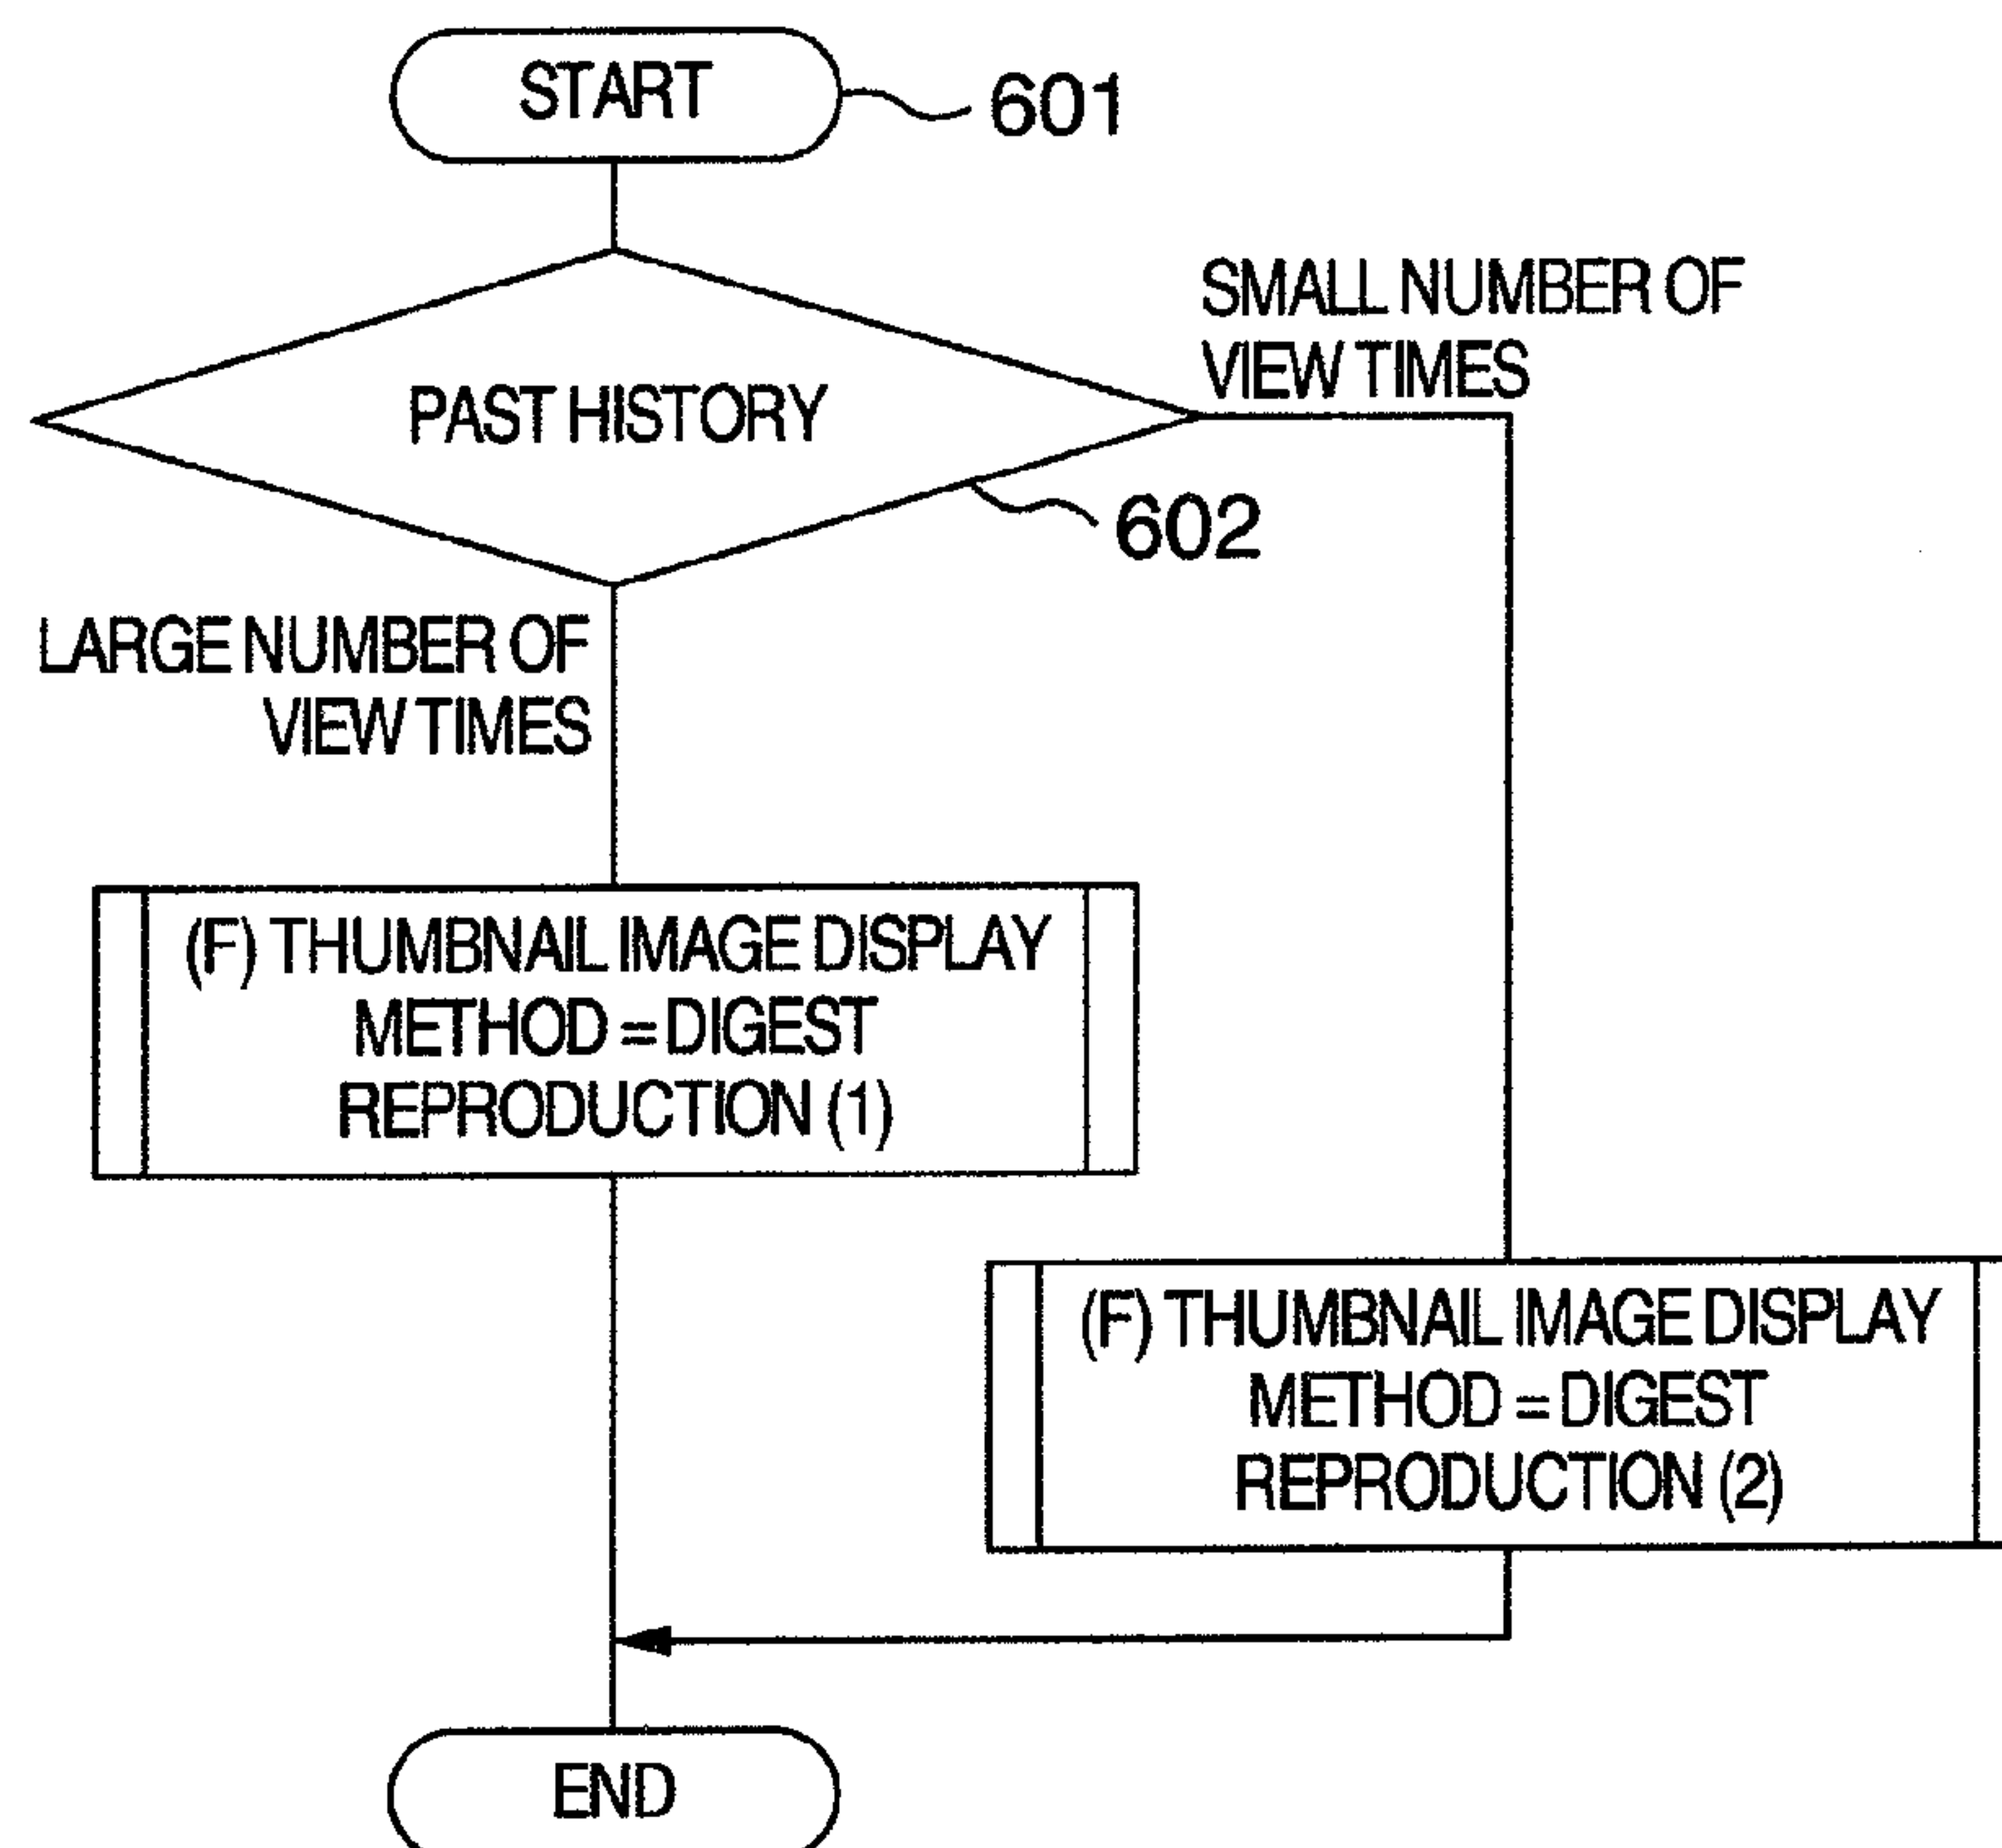 START
601
SMALL NUMBER OF
VIEW TIMES
PAST HISTORY
602
LARGE NUMBER OF
VIEW TIMES
(F) THUMBNAIL IMAGE DISPLAY
METHOD = DIGEST
REPRODUCTION (1)
(F) THUMBNAIL IMAGE DISPLAY
METHOD = DIGEST
REPRODUCTION (2)
END